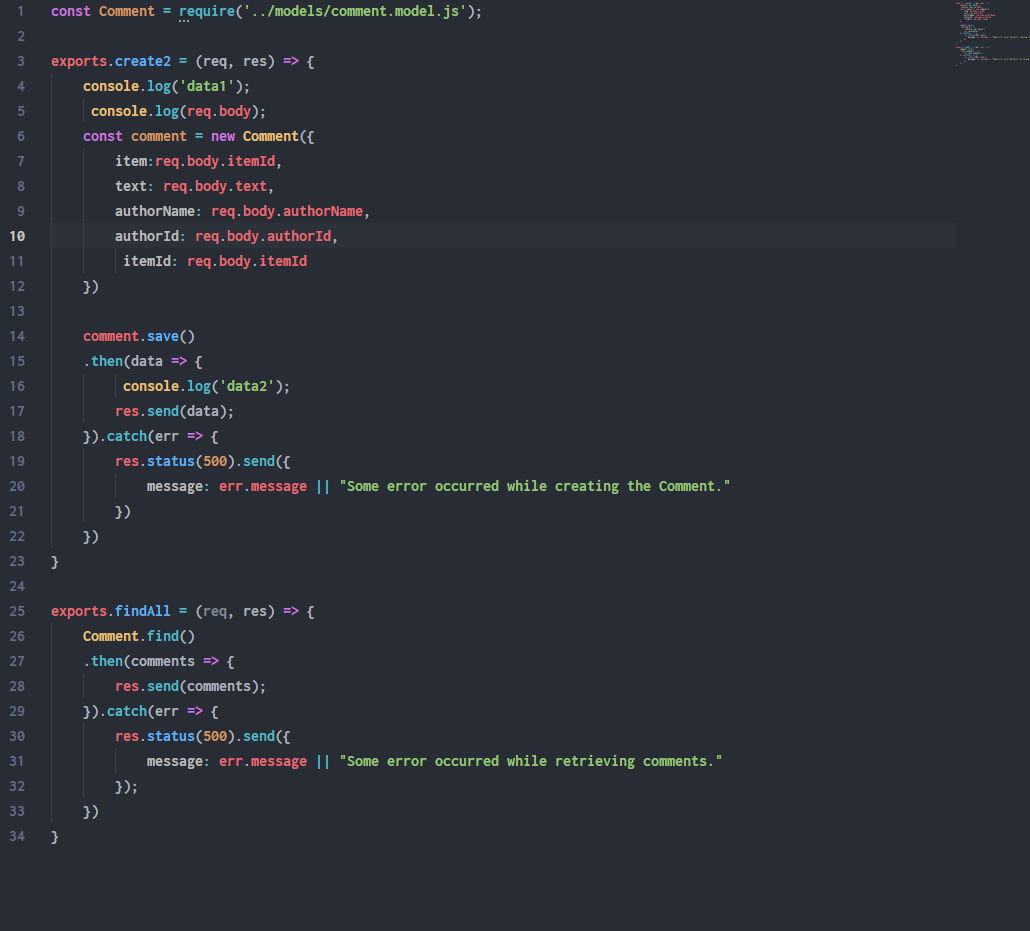 1 const Comment = require('../models/comment.model.js');
2
3 exports.create2 = (req, res) => {
4     console.log('data1');
5      console.log(req.body);
6     const comment = new Comment({
7         item:req.body.itemId,
8         text: req.body.text,
9         authorName: req.body.authorName,
10         authorId: req.body.authorId,
11          itemId: req.body.itemId
12     })
13
14     comment.save()
15     .then(data => {
16          console.log('data2');
17         res.send(data);
18     }).catch(err => {
19         res.status(500).send({
20             message: err.message || "Some error occurred while creating the Comment."
21         })
22     })
23 }
24
25 exports.findAll = (req, res) => {
26     Comment.find()
27     .then(comments => {
28         res.send(comments);
29     }).catch(err => {
30         res.status(500).send({
31             message: err.message || "Some error occurred while retrieving comments."
32         });
33     })
34 }